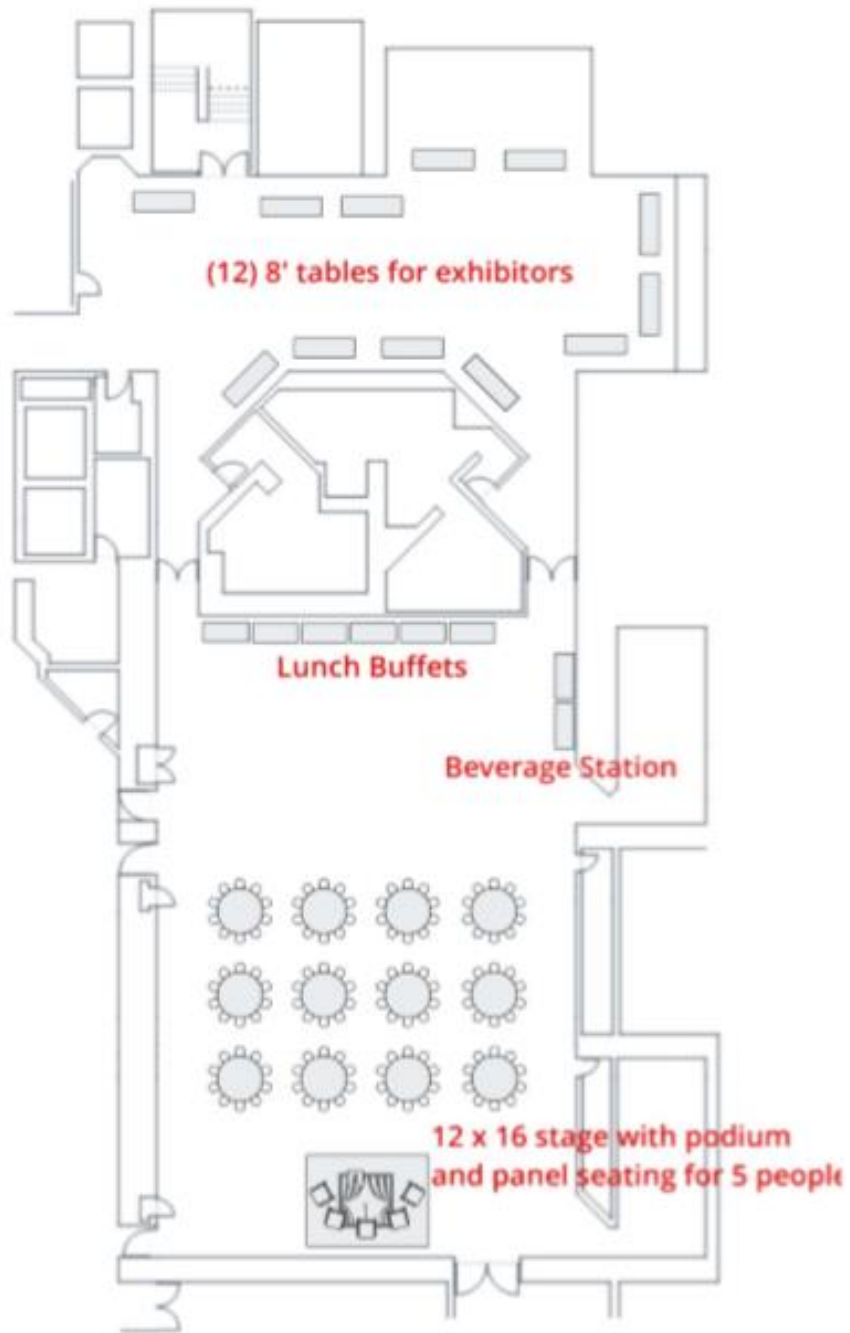 (12) 8' tables for exhibitors
Lunch Buffets
Beverage Station
12 x 16 stage with podium
and panel seating for 5 people